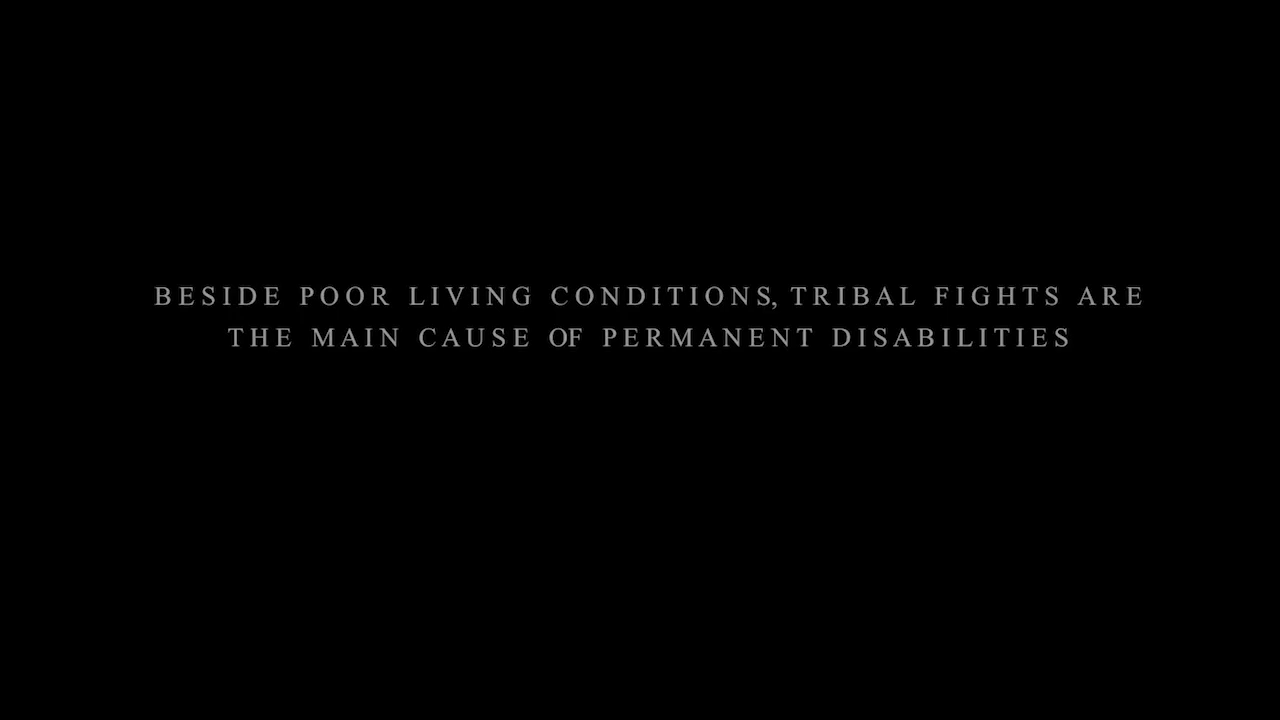 BESIDE POOR LIVING CONDITIONS, TRIBAL FIGHTS ARE
THE MAIN CAUSE OF PERMANENT DISABILITIES